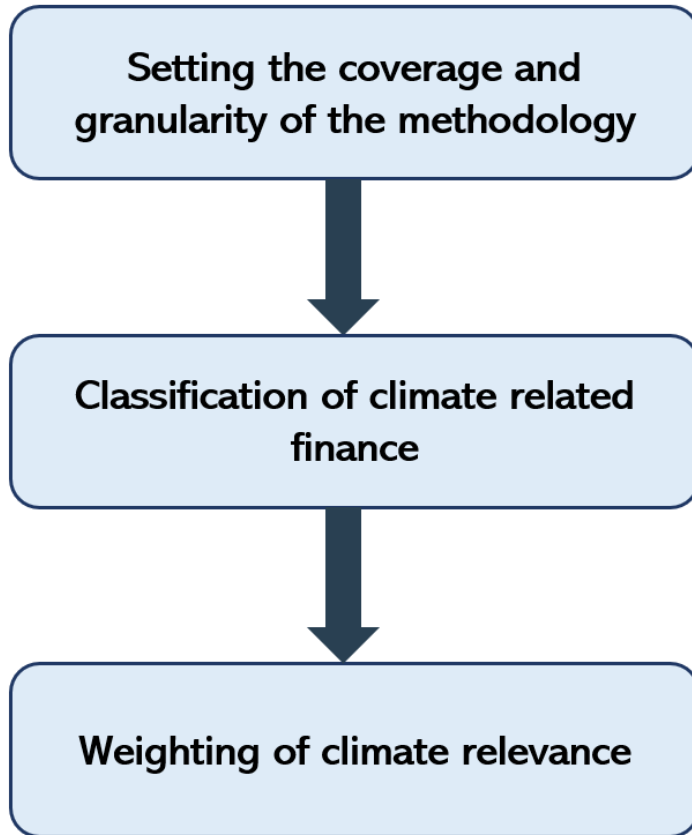 Setting the coverage and
granularity of the methodology
Classification of climate related
finance
Weighting of climate relevance